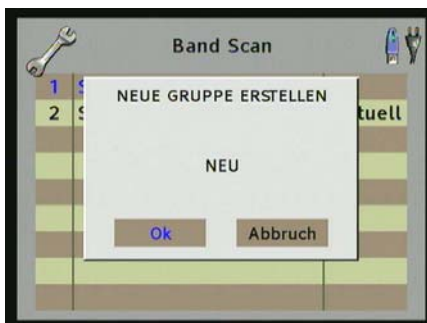 Band Scan
1 S
NEUE GRUPPE ERSTELLEN
2 S
tuell
NEU
Ok Abbruch